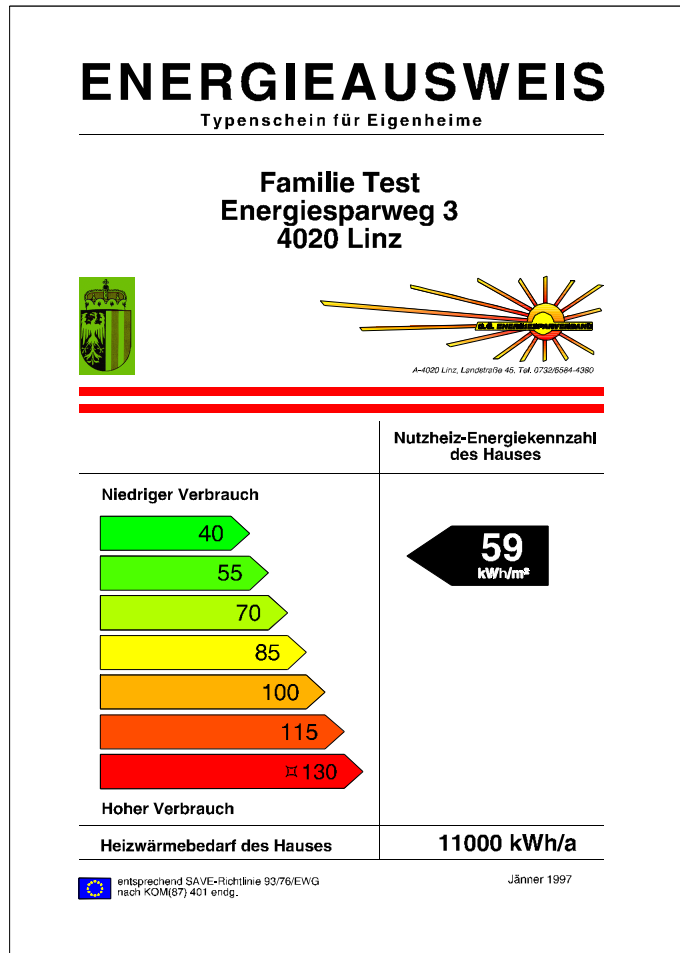 ENERGIEAUSWEIS
Typenschein für Eigenheime
Familie Test
Energiesparweg 3
4020 Linz
O.Ö. ENERGIESPARVERBAND
A-4020 Linz, Landstraße 45. Tel. 0732/6584-4380
Nutzheiz-Energiekennzahl
des Hauses
Niedriger Verbrauch
40
55
70
85
100
115
¤ 130
Hoher Verbrauch
59
kWh/m²
Heizwärmebedarf des Hauses
11000 kWh/a
entsprechend SAVE-Richtlinie 93/76/EWG
nach KOM(87) 401 endg.
Jänner 1997